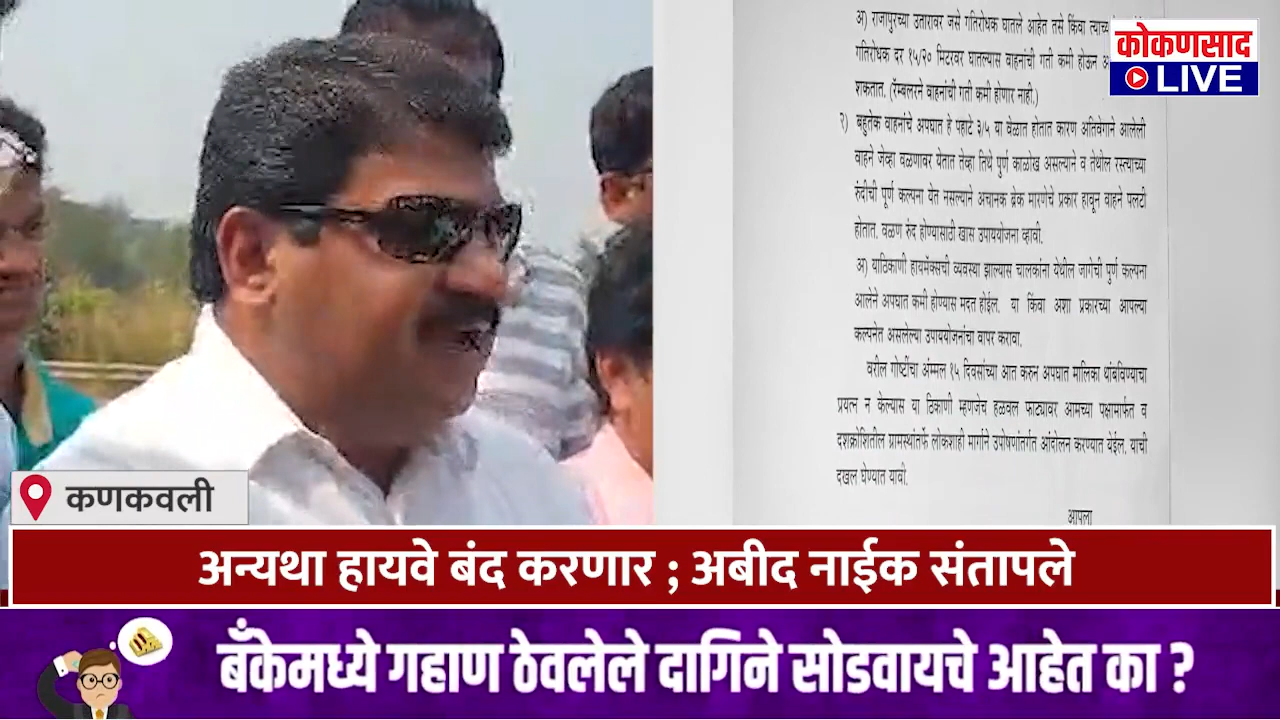 अ) राजापुरच्या उतारावर जसे गतिरोधक घातले आहेत तसे किंवा त्याच
गतिरोधक दर १५/२० मिटरवर घातल्यास वाहनांची गती कमी होऊन
शकतात. (रॅम्बलरने वाहनांची गती कमी होणार नाही.)
२) बहुतेक वाहनांचे अपघात हे पहाटे ३/५ या वेळात होतात कारण अतिवेगाने आलेली
वाहने जेव्हा वळणावर येतात तेव्हा तिथे पुर्ण काळोख असल्याने व तेथील रस्त्याच्या
रुंदीची पूर्ण कल्पना येत नसल्याने अचानक ब्रेक मारणेचे प्रकार हावून वाहने पलटी
होतात. वळण रुंद होण्यासाठी खास उपाययोजना व्हावी.
अ) याठिकाणी हायमॅक्सची व्यवस्था झाल्यास चालकांना येथील जागेची पुर्ण कल्पना
आलेने अपघात कमी होण्यास मदत होईल. या किंवा अशा प्रकारच्या आपल्या
कल्पनेत असलेल्या उपाययोजनांचा वापर करावा.
वरील गोष्टींचा अंम्मल १५ दिवसांच्या आत करुन अपघात मालिका थांबविण्याचा
प्रयत्न न केल्यास या ठिकाणी म्हणजेच हळवल फाट्यावर आमच्या पक्षामार्फत व
दशक्रोशितील ग्रामस्थांतर्फे लोकशाही मार्गाने उपोषणांतर्गत आंदोलन करण्यात येईल. याची
दखल घेण्यात यावी.
आपला
कोकणसाद
LIVE
कणकवली
अन्यथा हायवे बंद करणार ; अबीद नाईक संतापले
बँकेमध्ये गहाण ठेवलेले दागिने सोडवायचे आहेत का ?